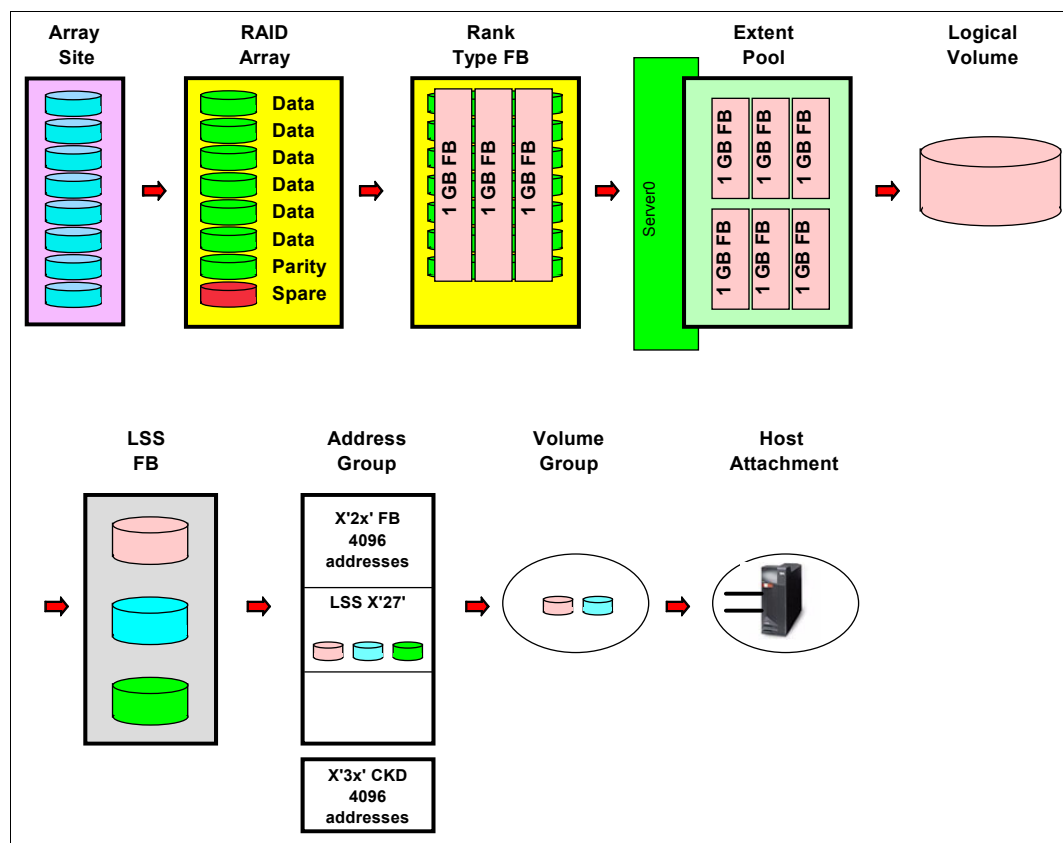 Array
Site
RAID
Array
Rank
Type FB
Extent
Pool
Logical
Volume
Data
Data
Data
Data
Data
Data
Parity
Spare
1 GB FB
1 GB FB
1 GB FB
Server0
1 GB FB
1 GB FB
1 GB FB
1 GB FB
1 GB FB
1 GB FB
LSS
FB
Address
Group
Volume
Group
Host
Attachment
X'2x' FB
4096
addresses
LSS X'27'
X'3x' CKD
4096
addresses